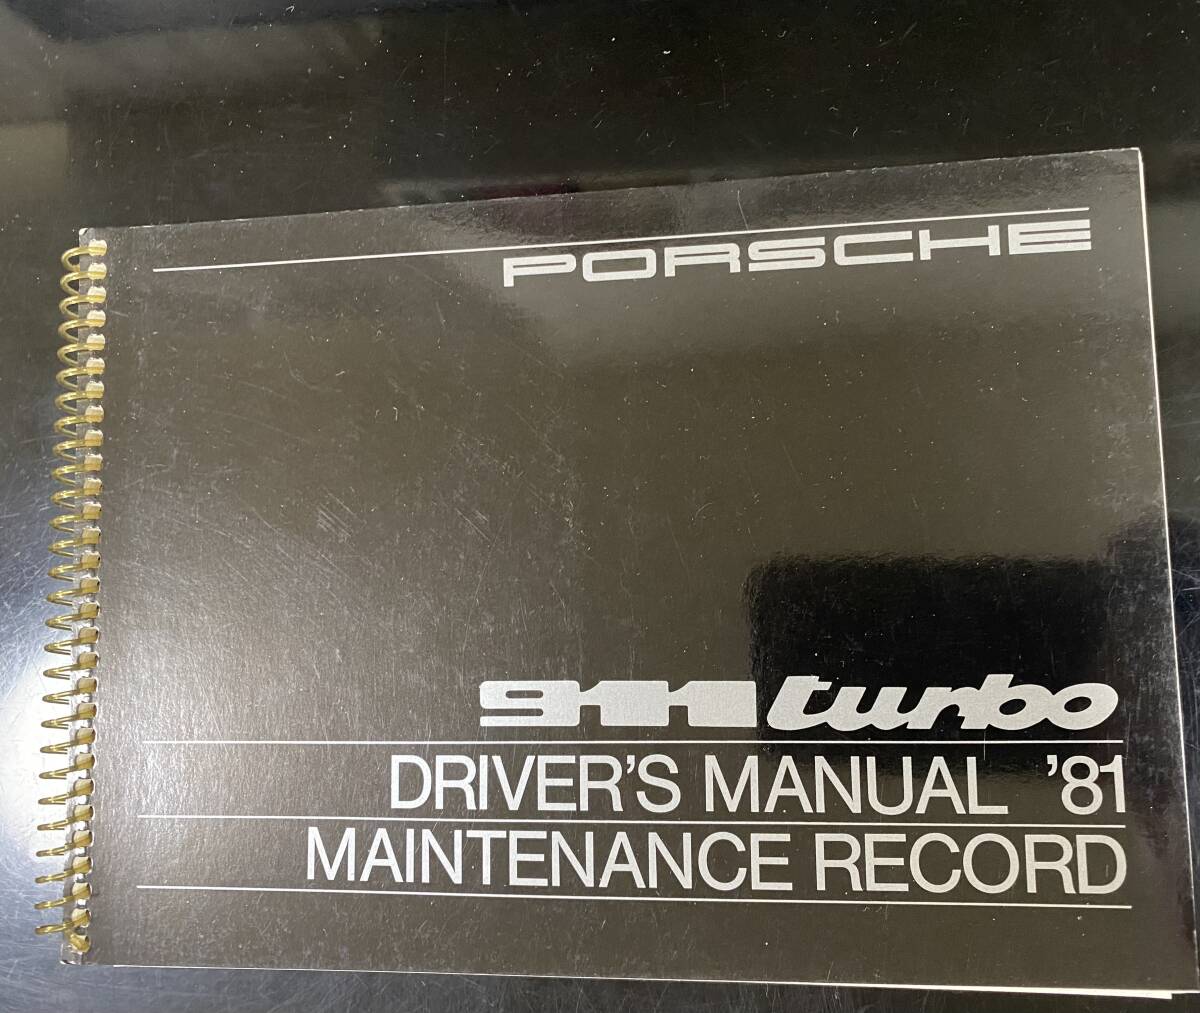 PORSCHE
911 turbo
DRIVER'S MANUAL '81
MAINTENANCE RECORD